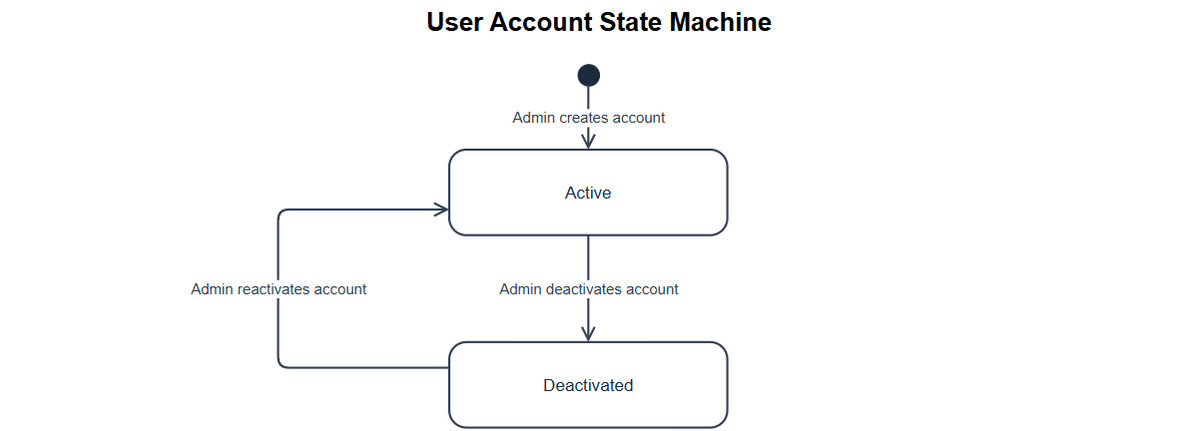 User Account State Machine
Admin creates account
Active
Admin reactivates account
Admin deactivates account
Deactivated